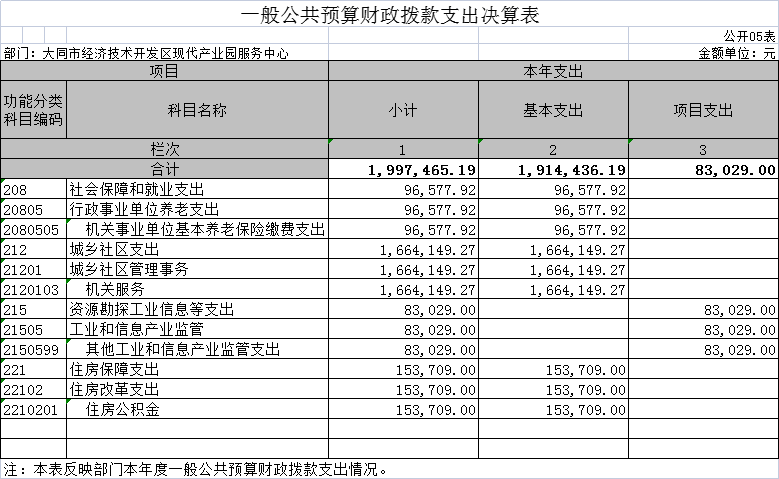 一般公共预算财政拨款支出决算表
公开05表
部门：大同市经济技术开发区现代产业园服务中心 金额单位：元
项目 本年支出
功能分类科目编码 科目名称 小计 基本支出 项目支出
栏次 1 2 3
合计 1,997,465.19 1,914,436.19 83,029.00
208 社会保障和就业支出 96,577.92 96,577.92
20805 行政事业单位养老支出 96,577.92 96,577.92
2080505 机关事业单位基本养老保险缴费支出 96,577.92 96,577.92
212 城乡社区支出 1,664,149.27 1,664,149.27
21201 城乡社区管理事务 1,664,149.27 1,664,149.27
2120103 机关服务 1,664,149.27 1,664,149.27
215 资源勘探工业信息等支出 83,029.00 83,029.00
21505 工业和信息产业监管 83,029.00 83,029.00
2150599 其他工业和信息产业监管支出 83,029.00 83,029.00
221 住房保障支出 153,709.00 153,709.00
22102 住房改革支出 153,709.00 153,709.00
2210201 住房公积金 153,709.00 153,709.00
注：本表反映部门本年度一般公共预算财政拨款支出情况。